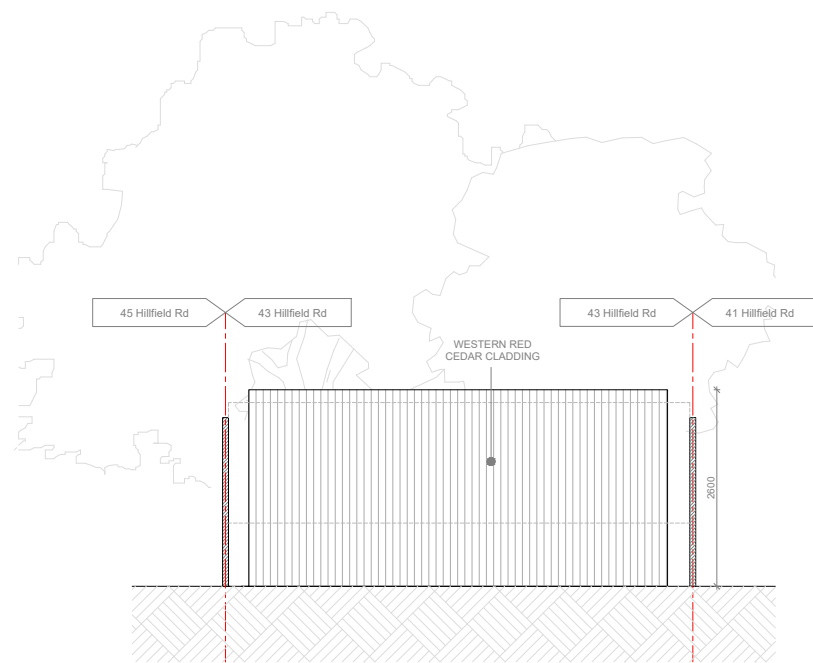 45 Hillfield Rd
43 Hillfield Rd
43 Hillfield Rd
41 Hillfield Rd
WESTERN RED
CEDAR CLADDING
2600